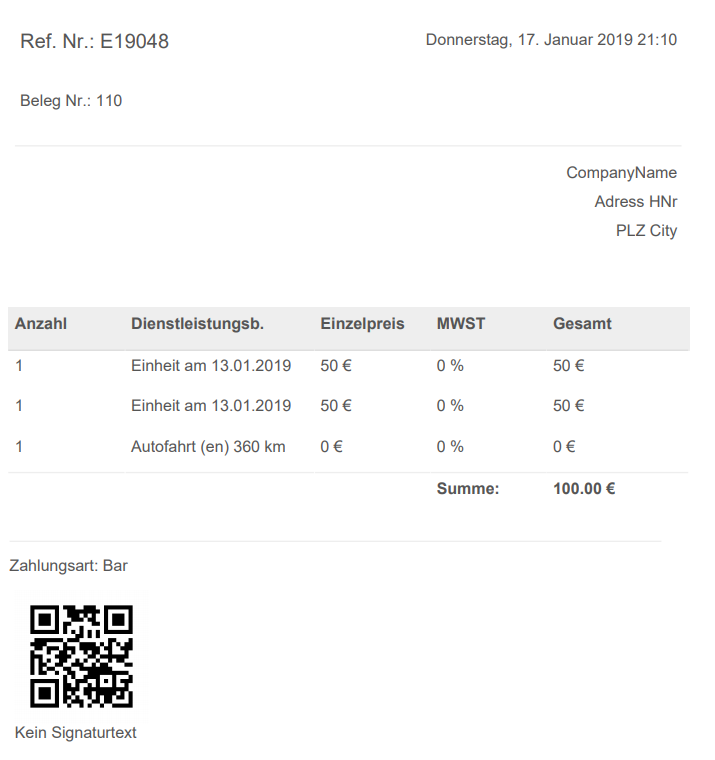 Ref. Nr.: E19048
Donnerstag, 17. Januar 2019 21:10
Beleg Nr.: 110
CompanyName
Adress HNr
PLZ City
Anzahl Dienstleistungsb. Einzelpreis MWST Gesamt
1 Einheit am 13.01.2019 50 € 0 % 50 €
1 Einheit am 13.01.2019 50 € 0 % 50 €
1 Autofahrt (en) 360 km 0 € 0 % 0 €
Summe: 100.00 €
Zahlungsart: Bar
Kein Signaturtext